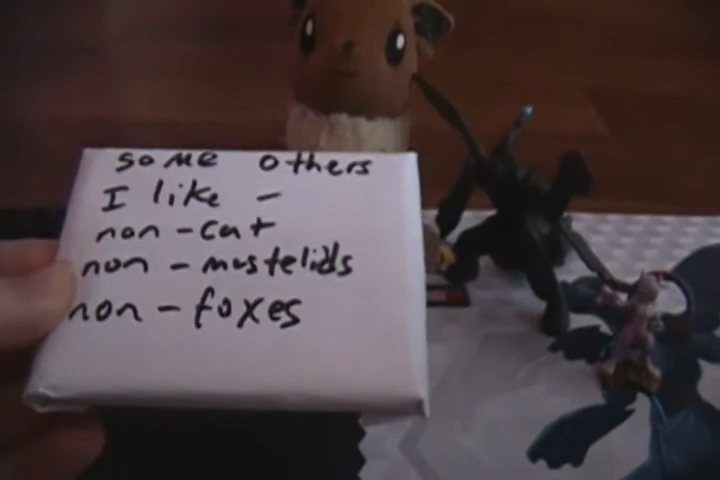 some others
I like -
non - cat
non - mustelids
non - foxes